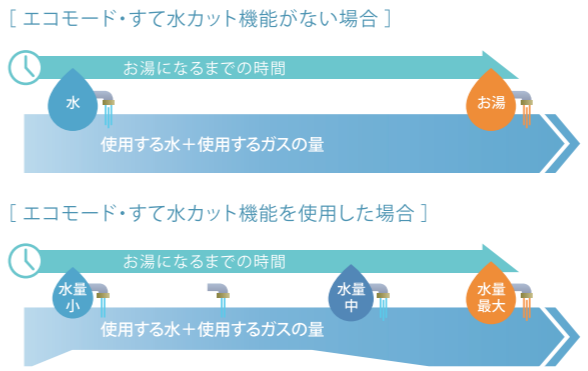 ［ エコモード・すて水カット機能がない場合 ］
お湯になるまでの時間
水
お湯
使用する水＋使用するガスの量
［ エコモード・すて水カット機能を使用した場合 ］
お湯になるまでの時間
水量
小
水量
中
水量
最大
使用する水＋使用するガスの量